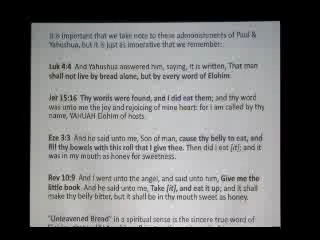 It is important that we take note to these admonishments of Paul &
Yahushua, but it is just as imperative that we remember:
Luk 4:4 And Yahushua answered him, saying, It is written, That man
shall not live by bread alone, but by every word of Elohim.
Jer 15:16 Thy words were found, and I did eat them; and thy word
was unto me the joy and rejoicing of mine heart: for I am called by thy
name, YAHUAH Elohim of hosts.
Eze 3:3 And he said unto me, Son of man, cause thy belly to eat, and
fill thy bowels with this roll that I give thee. Then did I eat [it]; and it
was in my mouth as honey for sweetness.
Rev 10:9 And I went unto the angel, and said unto him, Give me the
little book. And he said unto me, Take [it], and eat it up; and it shall
make thy belly bitter, but it shall be in thy mouth sweet as honey.
"Unleavened Bread" in a spiritual sense is the sincere true word of